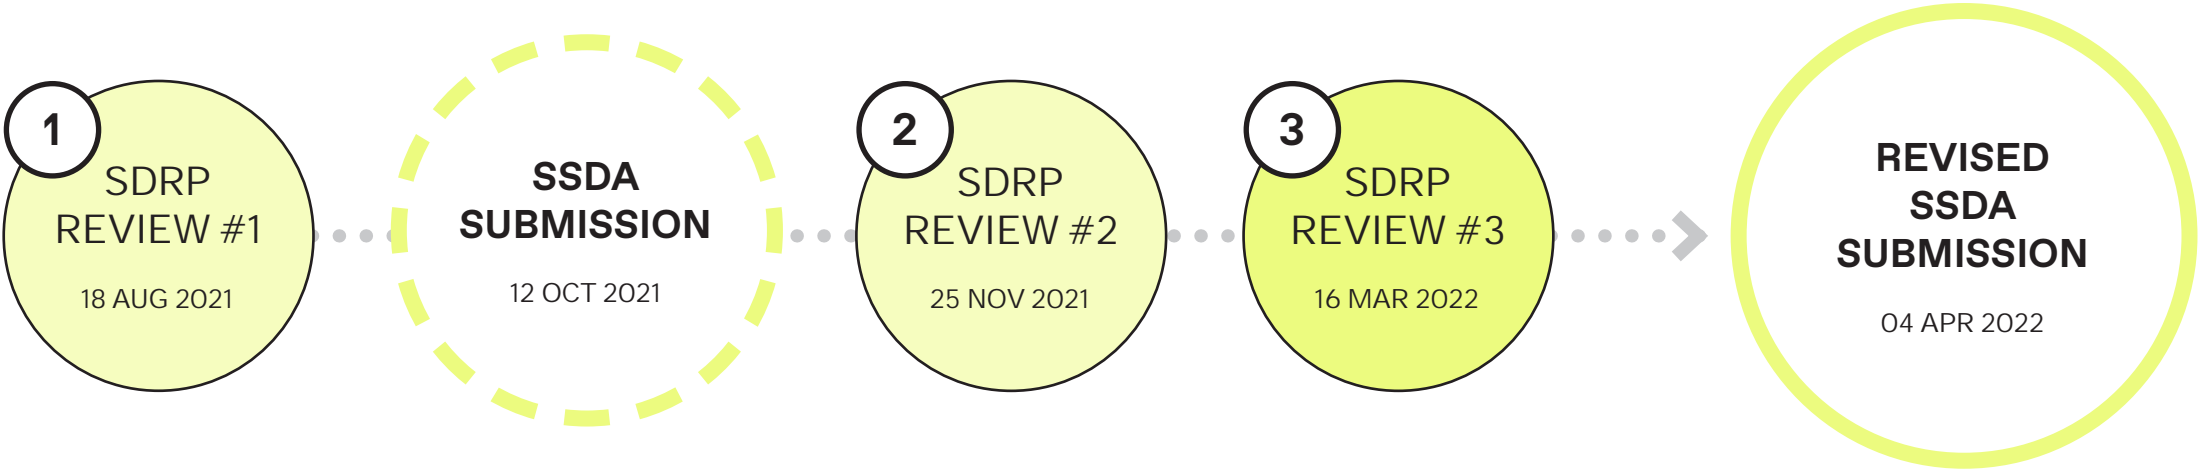 1
SDRP
REVIEW #1
18 AUG 2021
SSDA
SUBMISSION
12 OCT 2021
2
SDRP
REVIEW #2
25 NOV 2021
3
SDRP
REVIEW #3
16 MAR 2022
REVISED
SSDA
SUBMISSION
04 APR 2022